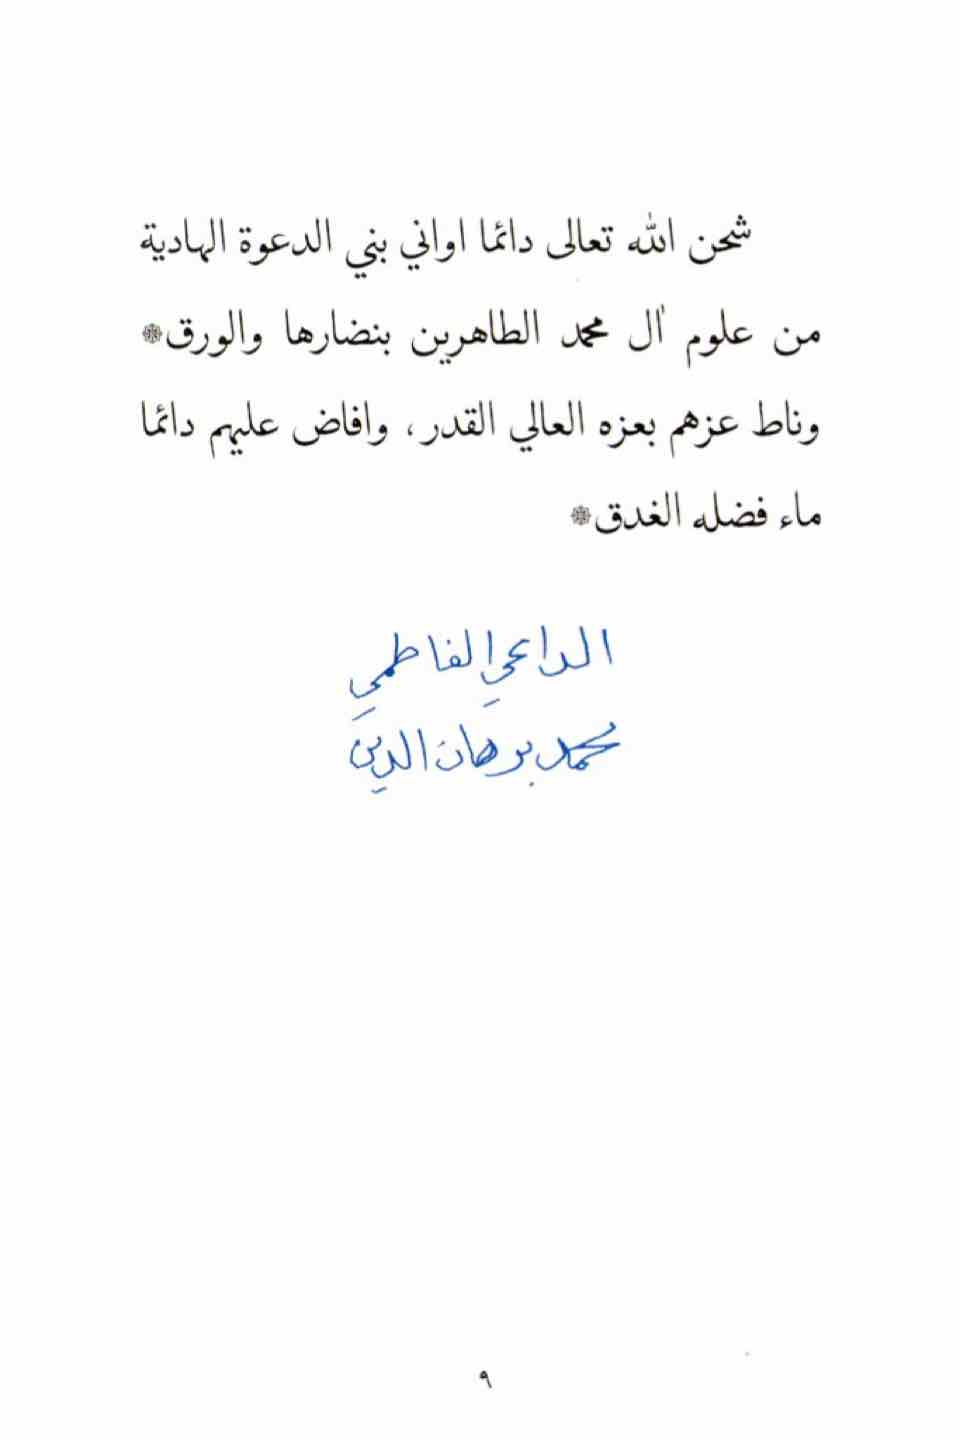 شحن الله تعالى دائما اواني بني الدعوة الهادية
من علوم اٰل محمد الطاهرين بنضارها والورق❁
وناط عزهم بعزه العالي القدر، وافاض عليهم دائما
ماء فضله الغدق❁
الداعي الفاطمي
محمد برهان الدين
٩